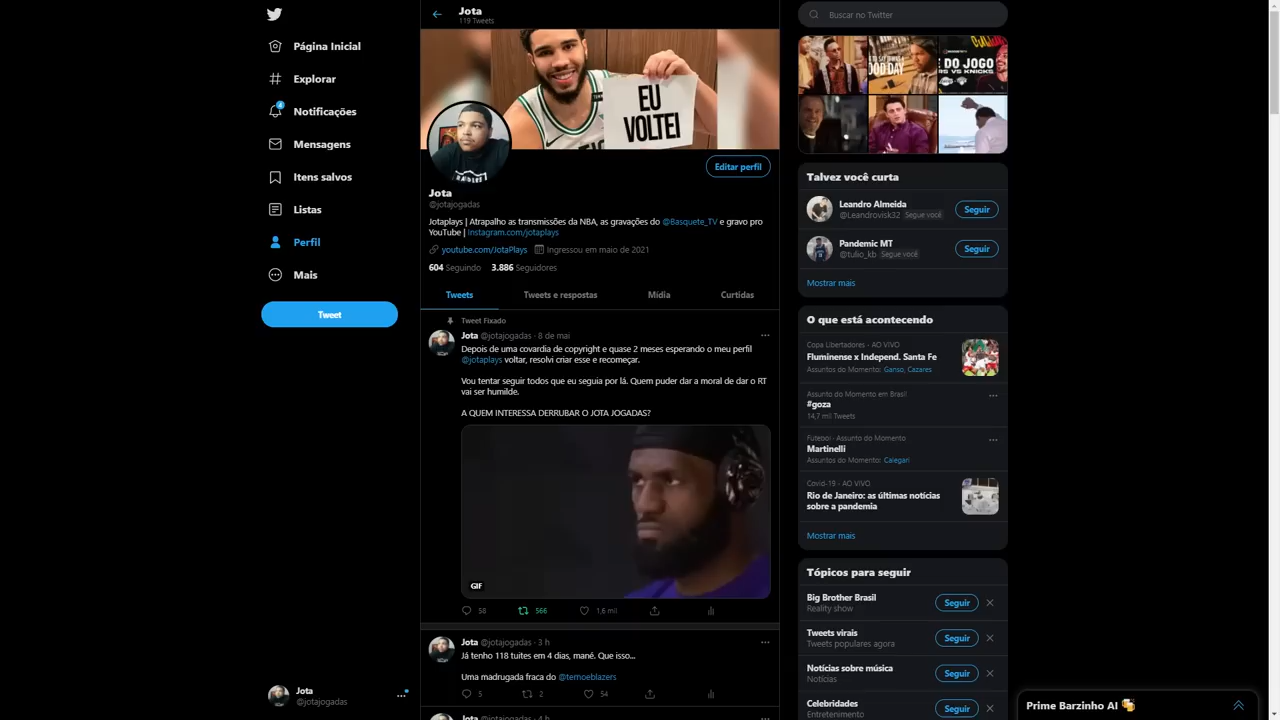 Página Inicial
Explorar
4
Notificações
Mensagens
Itens salvos
Listas
Perfil
Mais
Tweet
Jota
@jotajogadas
Jota
119 Tweets
EU
VOLTEI
Editar perfil
Jota
@jotajogadas
Jotaplays | Atrapalho as transmissões da NBA, as gravações do @Basquete_TV e gravo pro
YouTube | Instagram.com/jotaplays
youtube.com/JotaPlays Ingressou em maio de 2021
604 Seguindo 3.886 Seguidores
Tweets Tweets e respostas Mídia Curtidas
Tweet Fixado
Jota @jotajogadas · 8 de mai
Depois de uma covardia de copyright e quase 2 meses esperando o meu perfil
@jotaplays voltar, resolvi criar esse e recomeçar.
Vou tentar seguir todos que eu seguia por lá. Quem puder dar a moral de dar o RT
vai ser humilde.
A QUEM INTERESSA DERRUBAR O JOTA JOGADAS?
GIF
58 566 1,6 mil
Jota @jotajogadas · 3 h
Já tenho 118 tuites em 4 dias, mané. Que isso...
Uma madrugada fraca do @temoeblazers
5 2 54
Jota @jotajogadas · 4 h
Buscar no Twitter
OOD DAY
DO JOGO
RS VS KNICKS
Talvez você curta
Leandro Almeida
@Leandrovisk32 Segue você
Seguir
Pandemic MT
@tulio_kb Segue você
Seguir
Mostrar mais
O que está acontecendo
Copa Libertadores · AO VIVO
Fluminense x Independ. Santa Fe
Assuntos do Momento: Ganso, Cazares
Assunto do Momento em Brasil
#goza
14,7 mil Tweets
Futebol · Assunto do Momento
Martinelli
Assuntos do Momento: Calegari
Covid-19 · AO VIVO
Rio de Janeiro: as últimas notícias
sobre a pandemia
Mostrar mais
Tópicos para seguir
Big Brother Brasil
Reality show
Seguir
Tweets virais
Tweets populares agora
Seguir
Notícias sobre música
Notícias
Seguir
Celebridades
Entretenimento
Seguir
Prime Barzinho AI